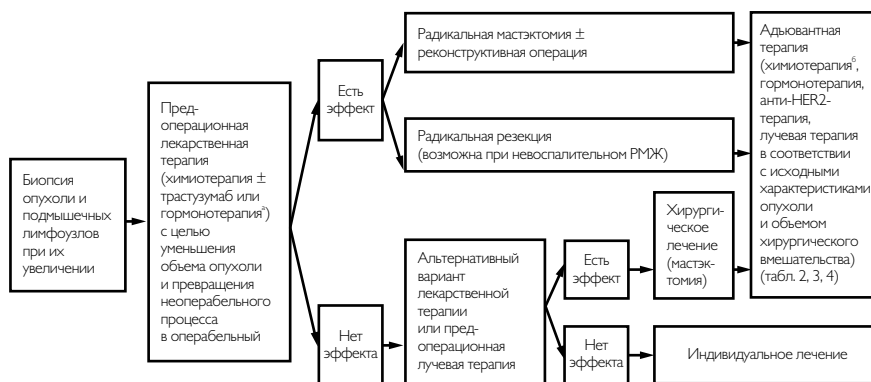 Биопсия
опухоли и
подмышечных
лимфоузлов
при их
увеличении
Пред-
операционная
лекарственная
терапия
(химиотерапия ±
трастузумаб или
гормонотерапияª)
с целью
уменьшения
объема опухоли
и превращения
неоперабельного
процесса
в операбельный
Есть
эффект
Радикальная мастэктомия ±
реконструктивная операция
Радикальная резекция
(возможна при невоспалительном РМЖ)
Нет
эффекта
Альтернативный
вариант
лекарственной
терапии
или пред-
операционная
лучевая терапия
Есть
эффект
Хирурги-
ческое
лечение
(мастэк-
томия)
Нет
эффекта
Индивидуальное лечение
Адъювантная
терапия
(химиотерапияб,
гормонотерапия,
анти-HER2-
терапия,
лучевая терапия
в соответствии
с исходными
характеристиками
опухоли
и объемом
хирургического
вмешательства)
(табл. 2, 3, 4)